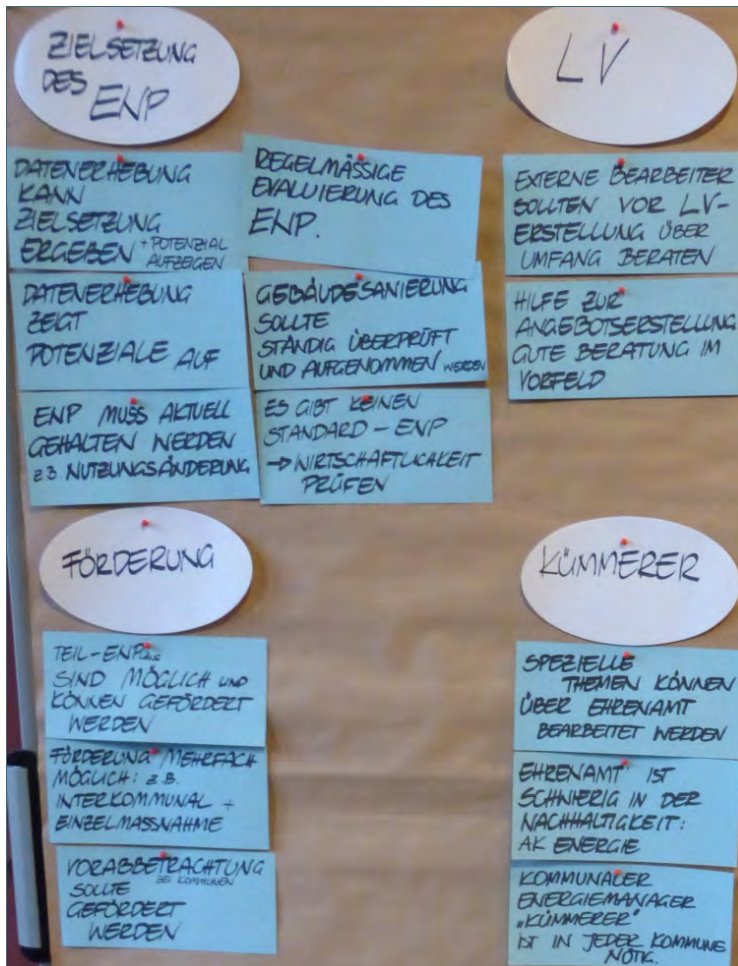 ZIELSETZUNG
DES
ENP
DATENERHEBUNG
KANN
ZIELSETZUNG
ERGEBEN + POTENZIAL
AUFZEIGEN
DATENERHEBUNG
ZEIGT
POTENZIALE AUF
ENP MUSS AKTUELL
GEHALTEN WERDEN
z.B. NUTZUNGSÄNDERUNG
REGELMÄSSIGE
EVALUIERUNG DES
ENP.
GEBÄUDESANIERUNG
SOLLTE
STÄNDIG ÜBERPRÜFT
UND AUFGENOMMEN WERDEN
ES GIBT KEINEN
STANDARD – ENP
→ WIRTSCHAFTLICHKEIT
PRÜFEN
LV
EXTERNE BEARBEITER
SOLLTEN VOR LV-
ERSTELLUNG ÜBER
UMFANG BERATEN
HILFE ZUR
ANGEBOTSERSTELLUNG
GUTE BERATUNG IM
VORFELD
FÖRDERUNG
TEIL-ENP
SIND MÖGLICH UND
KÖNNEN GEFÖRDERT
WERDEN
FÖRDERUNG MEHRFACH
MÖGLICH: z.B.
INTERKOMMUNAL +
EINZELMASSNAHME
VORABBETRACHTUNG
BEI KOMMUNEN
SOLLTE
GEFÖRDERT
WERDEN
KÜMMERER
SPEZIELLE
THEMEN KÖNNEN
ÜBER EHRENAMT
BEARBEITET WERDEN
EHRENAMT IST
SCHWIERIG IN DER
NACHHALTIGKEIT:
AK ENERGIE
KOMMUNALER
ENERGIEMANAGER
„KÜMMERER"
IST IN JEDER KOMMUNE
NÖTIG.